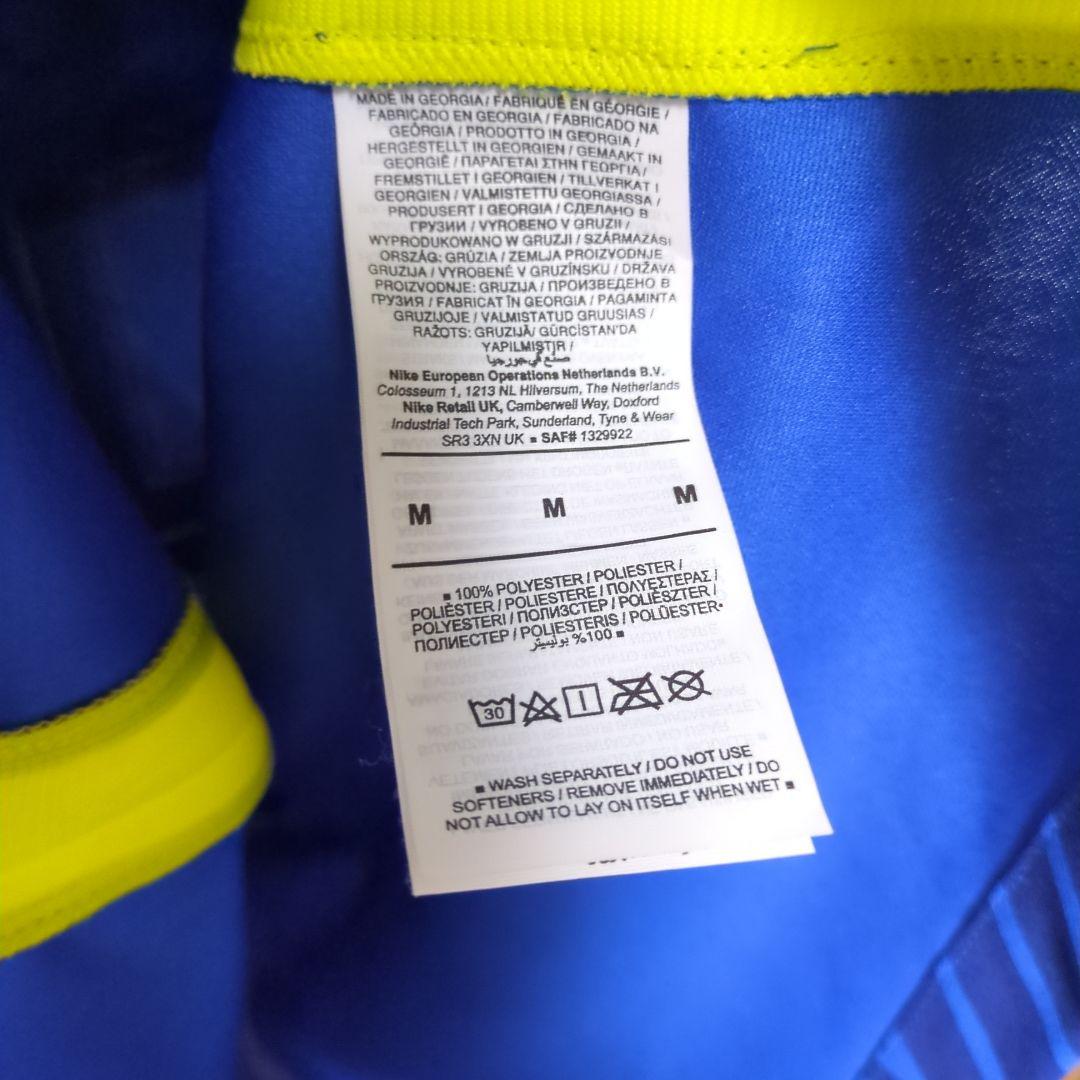 MADE IN GEORGIA / FABRIQUÉ EN GÉORGIE /
FABRICADO EN GEORGIA / FABRICADO NA
GEÓRGIA / PRODOTTO IN GEORGIA /
HERGESTELLT IN GEORGIEN / GEMAAKT IN
GEORGIË / ΠΑΡΑΓΕΤΑΙ ΣΤΗΝ ΓΕΩΡΓΙΑ /
FREMSTILLET I GEORGIEN / TILLVERKAT I
GEORGIEN / VALMISTETTU GEORGIASSA /
PRODUSERT I GEORGIA / СДЕЛАНО В
ГРУЗИИ / VYROBENO V GRUZII /
WYPRODUKOWANO W GRUZJI / SZÁRMAZÁSI
ORSZÁG: GRÚZIA / ZEMLJA PROIZVODNJE
GRUZIJA / VYROBENÉ V GRUZÍNSKU / DRŽAVA
PROIZVODNJE: GRUZIJA / ПРОИЗВЕДЕНО В
ГРУЗИЯ / FABRICAT ÎN GEORGIA / PAGAMINTA
GRUZIJOJE / VALMISTATUD GRUUSIAS /
RAŽOTS: GRUZIJĀ/ GÜRCİSTAN'DA
YAPILMIŞTIR /
صنع في جورجيا
Nike European Operations Netherlands B.V.
Colosseum 1, 1213 NL Hilversum, The Netherlands
Nike Retail UK, Camberwell Way, Doxford
Industrial Tech Park, Sunderland, Tyne & Wear
SR3 3XN UK ■ SAF# 1329922
M M M
■ 100% POLYESTER / POLIESTER /
POLIÉSTER / POLIESTERE / ΠΟΛΥΕΣΤΕΡΑΣ /
POLYESTERI / ПОЛИЭСТЕР / POLIÉSZTER /
ПОЛИЕСТЕР / POLIESTERIS / POLÜESTER
100% بوليستر ■
30
■ WASH SEPARATELY / DO NOT USE
SOFTENERS / REMOVE IMMEDIATELY / DO
NOT ALLOW TO LAY ON ITSELF WHEN WET ■